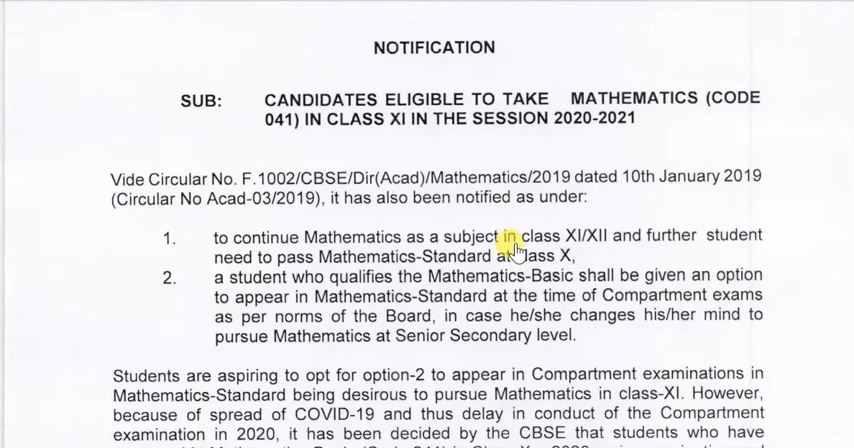 NOTIFICATION
SUB: CANDIDATES ELIGIBLE TO TAKE MATHEMATICS (CODE
041) IN CLASS XI IN THE SESSION 2020-2021
Vide Circular No. F.1002/CBSE/Dir(Acad)/Mathematics/2019 dated 10th January 2019
(Circular No Acad-03/2019), it has also been notified as under:
1. to continue Mathematics as a subject in class XI/XII and further student
need to pass Mathematics-Standard at class X,
2. a student who qualifies the Mathematics-Basic shall be given an option
to appear in Mathematics-Standard at the time of Compartment exams
as per norms of the Board, in case he/she changes his/her mind to
pursue Mathematics at Senior Secondary level.
Students are aspiring to opt for option-2 to appear in Compartment examinations in
Mathematics-Standard being desirous to pursue Mathematics in class-XI. However,
because of spread of COVID-19 and thus delay in conduct of the Compartment
examination in 2020, it has been decided by the CBSE that students who have